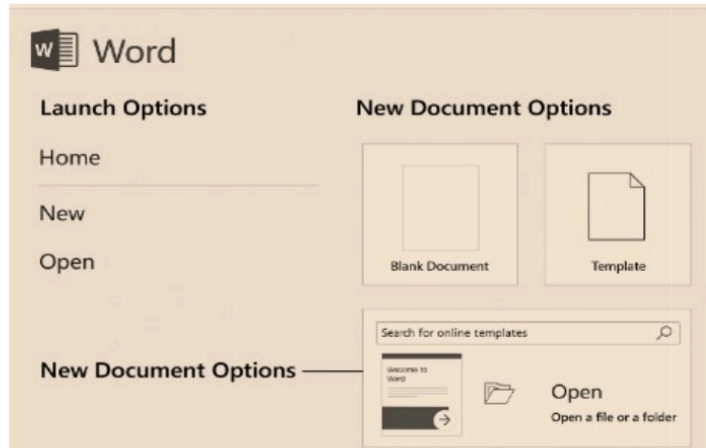 W Word
Launch Options
Home
New
Open
New Document Options
Blank Document
Template
New Document Options
Search for online templates
Welcome to
Word
Open
Open a file or a folder